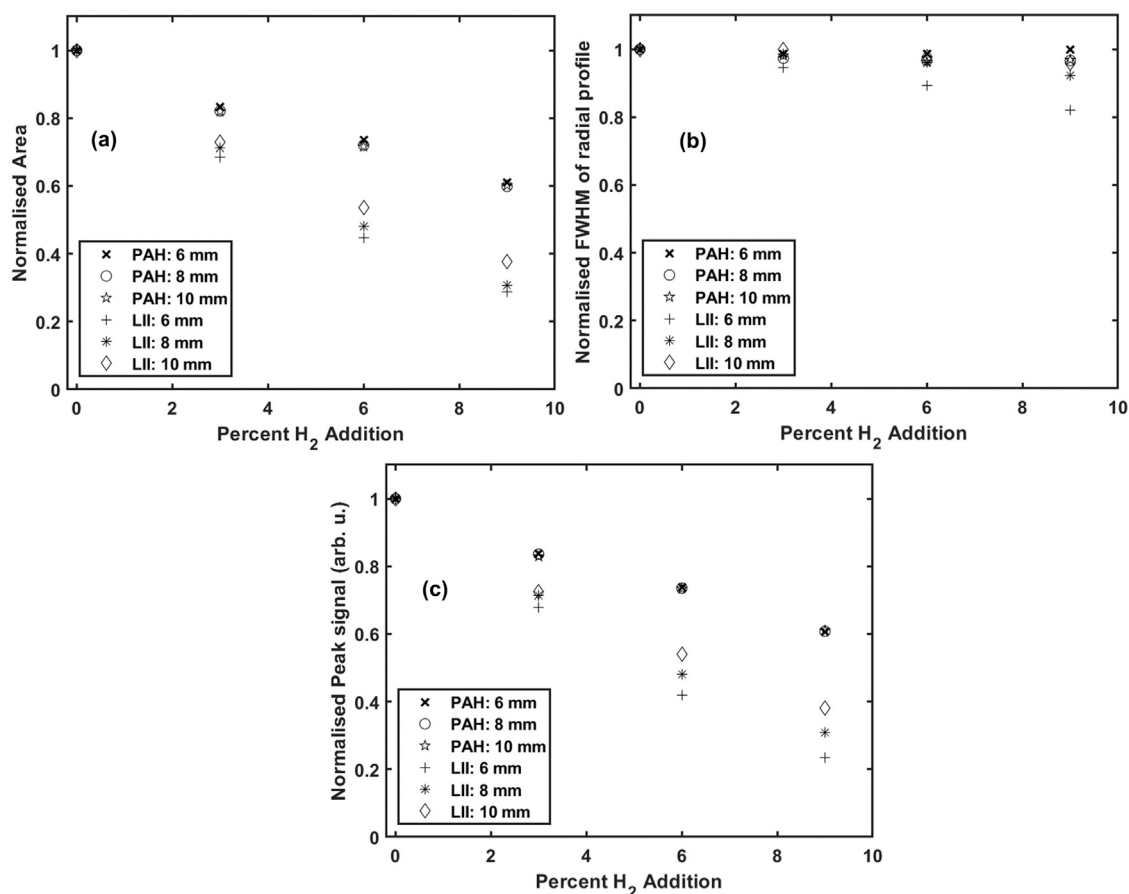 (a)
Normalised Area
1
0.8
0.6
0.4
0.2
0
PAH: 6 mm
PAH: 8 mm
PAH: 10 mm
LII: 6 mm
LII: 8 mm
LII: 10 mm
0 2 4 6 8 10
Percent H₂ Addition
(b)
Normalised FWHM of radial profile
1
0.8
0.6
0.4
0.2
0
PAH: 6 mm
PAH: 8 mm
PAH: 10 mm
LII: 6 mm
LII: 8 mm
LII: 10 mm
0 2 4 6 8 10
Percent H₂ Addition
(c)
Normalised Peak signal (arb. u.)
1
0.8
0.6
0.4
0.2
0
PAH: 6 mm
PAH: 8 mm
PAH: 10 mm
LII: 6 mm
LII: 8 mm
LII: 10 mm
0 2 4 6 8 10
Percent H₂ Addition